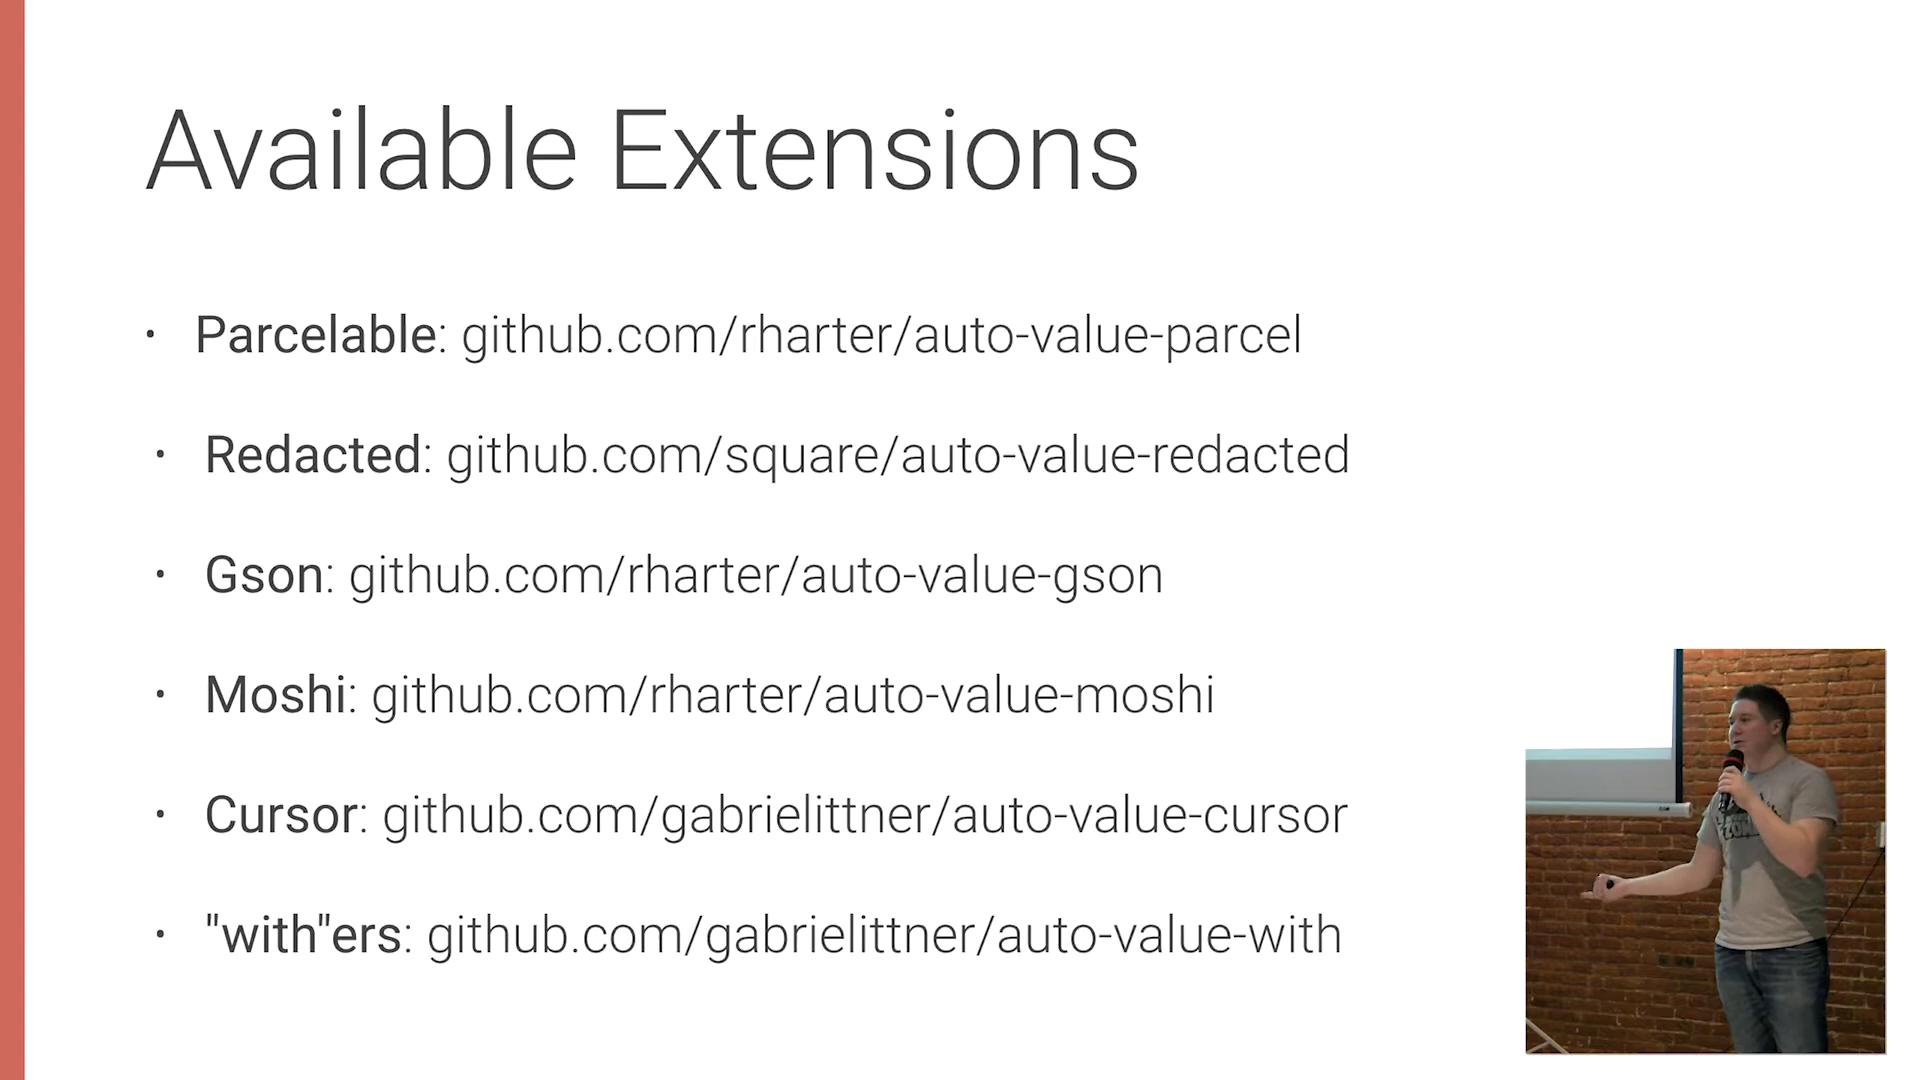 Available Extensions
· Parcelable: github.com/rharter/auto-value-parcel
· Redacted: github.com/square/auto-value-redacted
· Gson: github.com/rharter/auto-value-gson
· Moshi: github.com/rharter/auto-value-moshi
· Cursor: github.com/gabrielittner/auto-value-cursor
· "with"ers: github.com/gabrielittner/auto-value-with